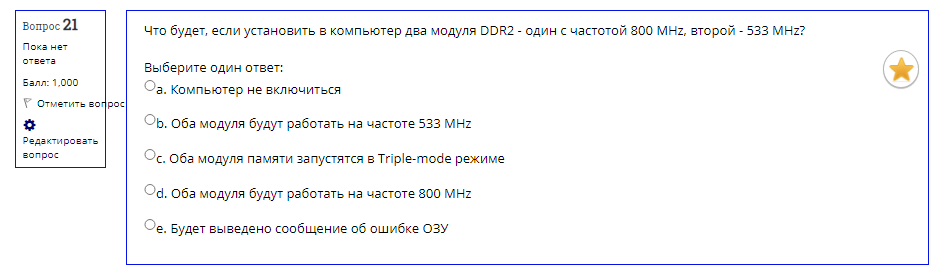 Вопрос 21
Пока нет
ответа
Балл: 1,000
Отметить вопрос
Редактировать
вопрос
Что будет, если установить в компьютер два модуля DDR2 - один с частотой 800 MHz, второй - 533 MHz?
Выберите один ответ:
a. Компьютер не включиться
b. Оба модуля будут работать на частоте 533 MHz
c. Оба модуля памяти запустятся в Triple-mode режиме
d. Оба модуля будут работать на частоте 800 MHz
e. Будет выведено сообщение об ошибке ОЗУ